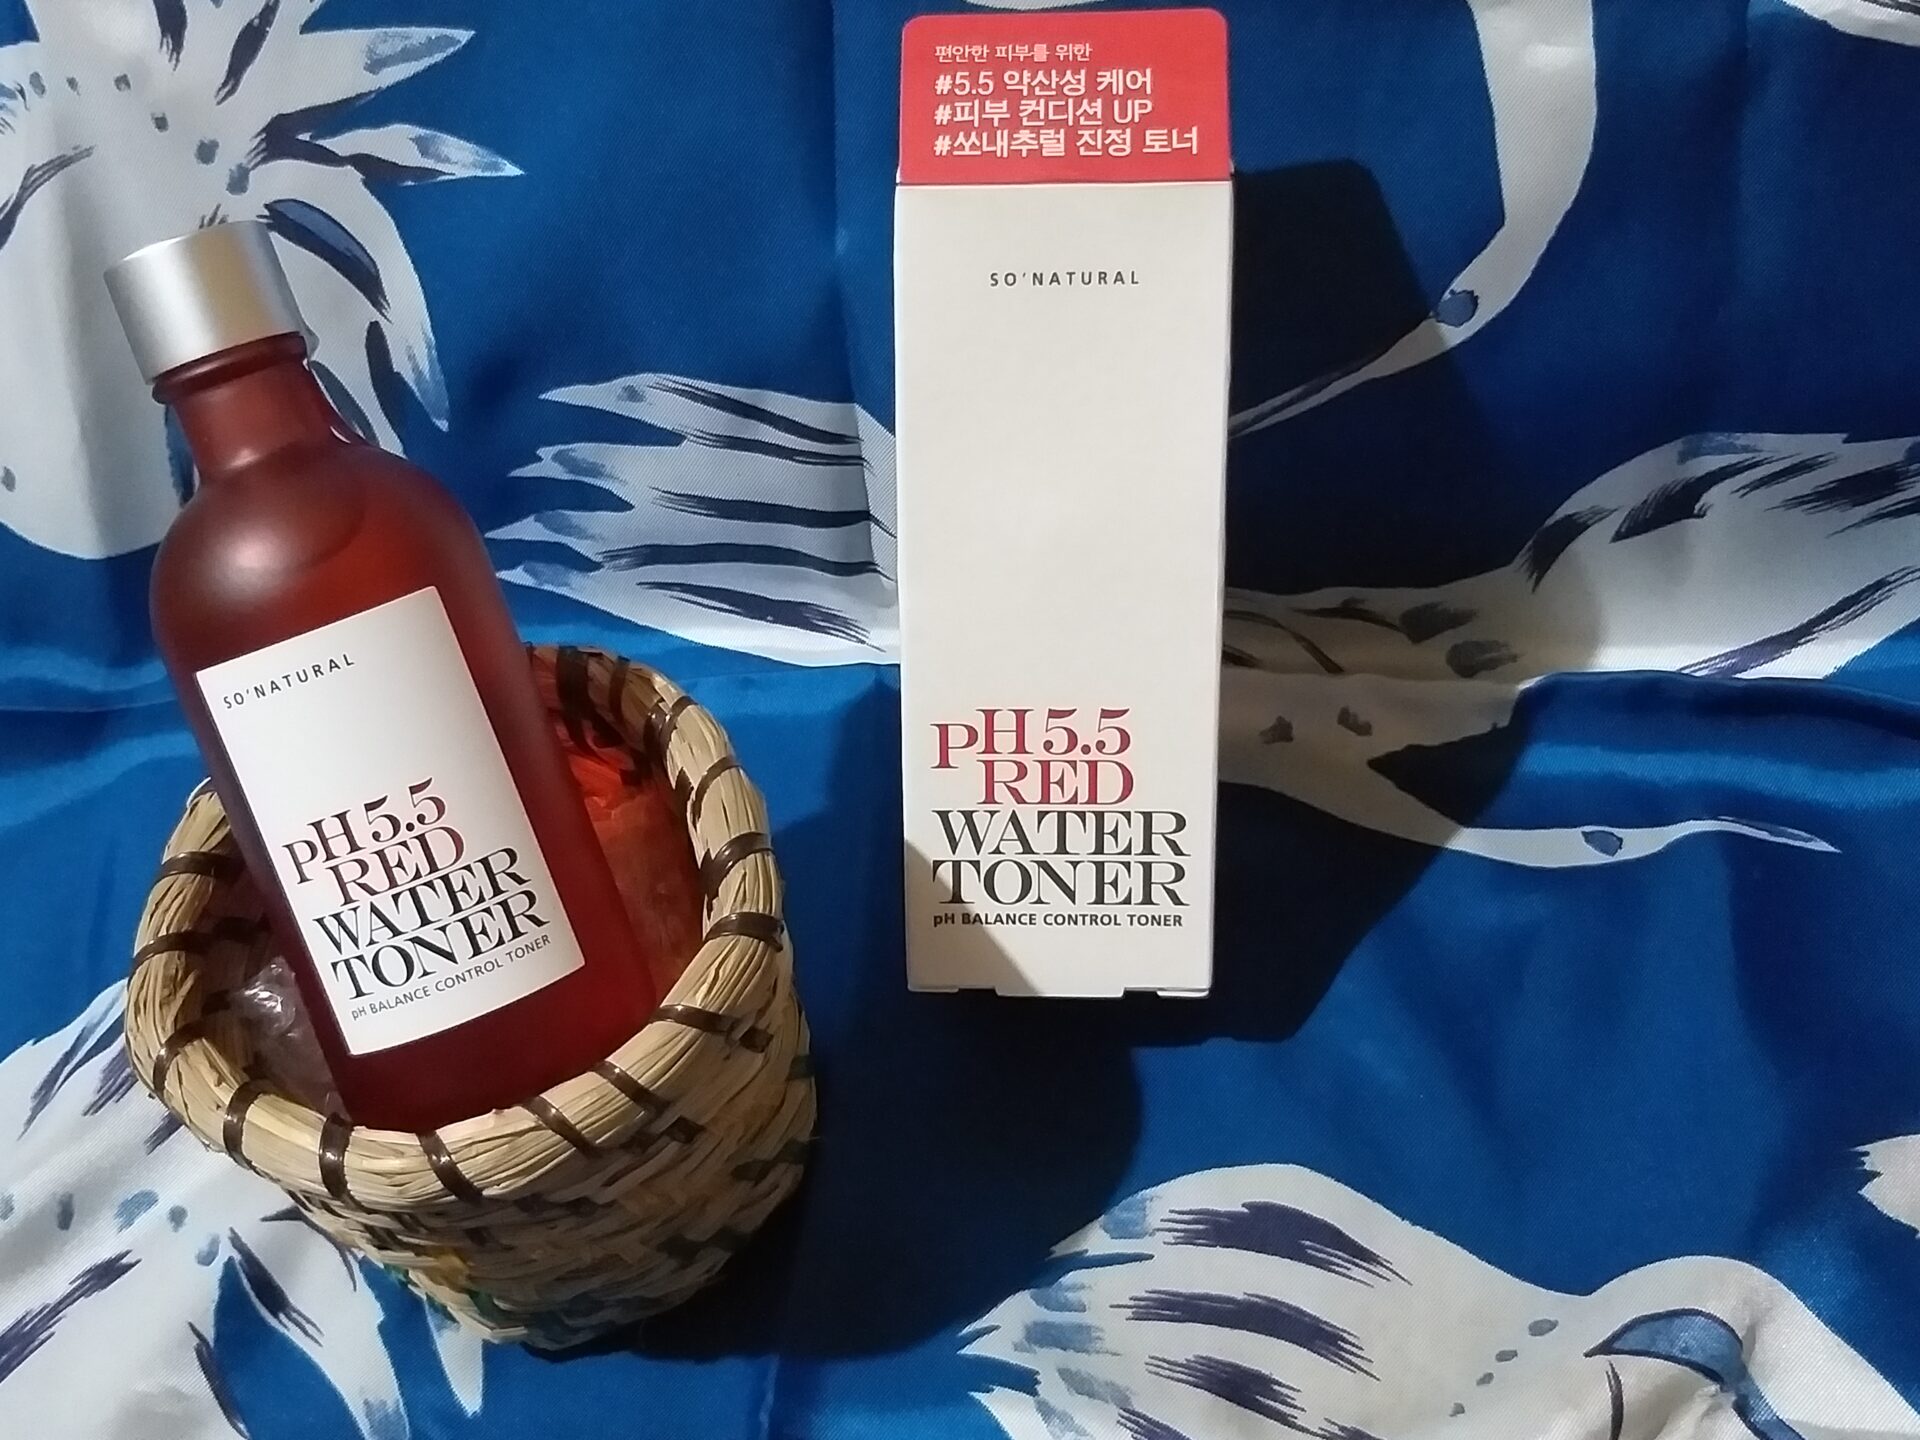 편안한 피부를 위한
#5.5 약산성 케어
#피부 컨디션 UP
#쏘내추럴 진정 토너
SO'NATURAL
pH 5.5
RED
WATER
TONER
pH BALANCE CONTROL TONER
SO'NATURAL
pH 5.5
RED
WATER
TONER
pH BALANCE CONTROL TONER